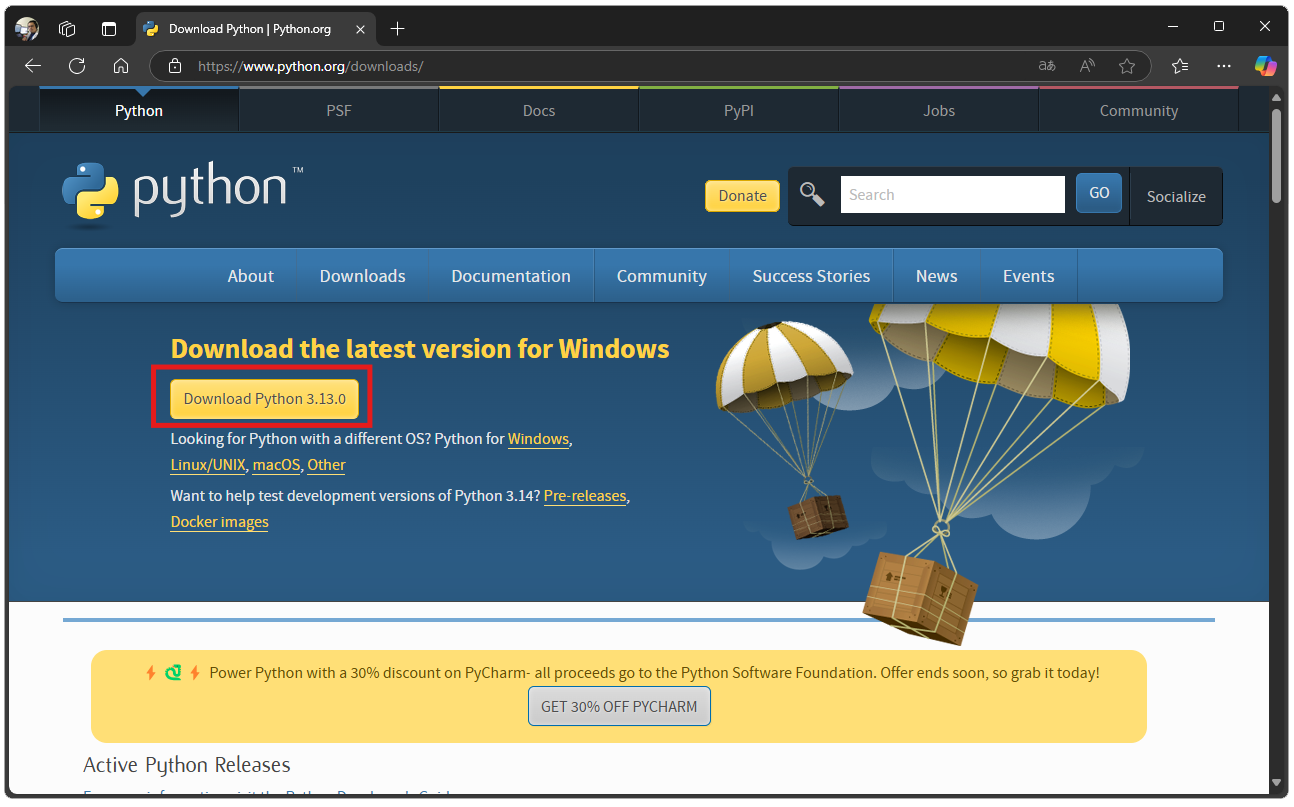 Download Python | Python.org
https://www.python.org/downloads/
Python PSF Docs PyPI Jobs Community
python™
Donate Search GO Socialize
About Downloads Documentation Community Success Stories News Events
Download the latest version for Windows
Download Python 3.13.0
Looking for Python with a different OS? Python for Windows,
Linux/UNIX, macOS, Other
Want to help test development versions of Python 3.14? Pre-releases,
Docker images
Power Python with a 30% discount on PyCharm- all proceeds go to the Python Software Foundation. Offer ends soon, so grab it today!
GET 30% OFF PYCHARM
Active Python Releases